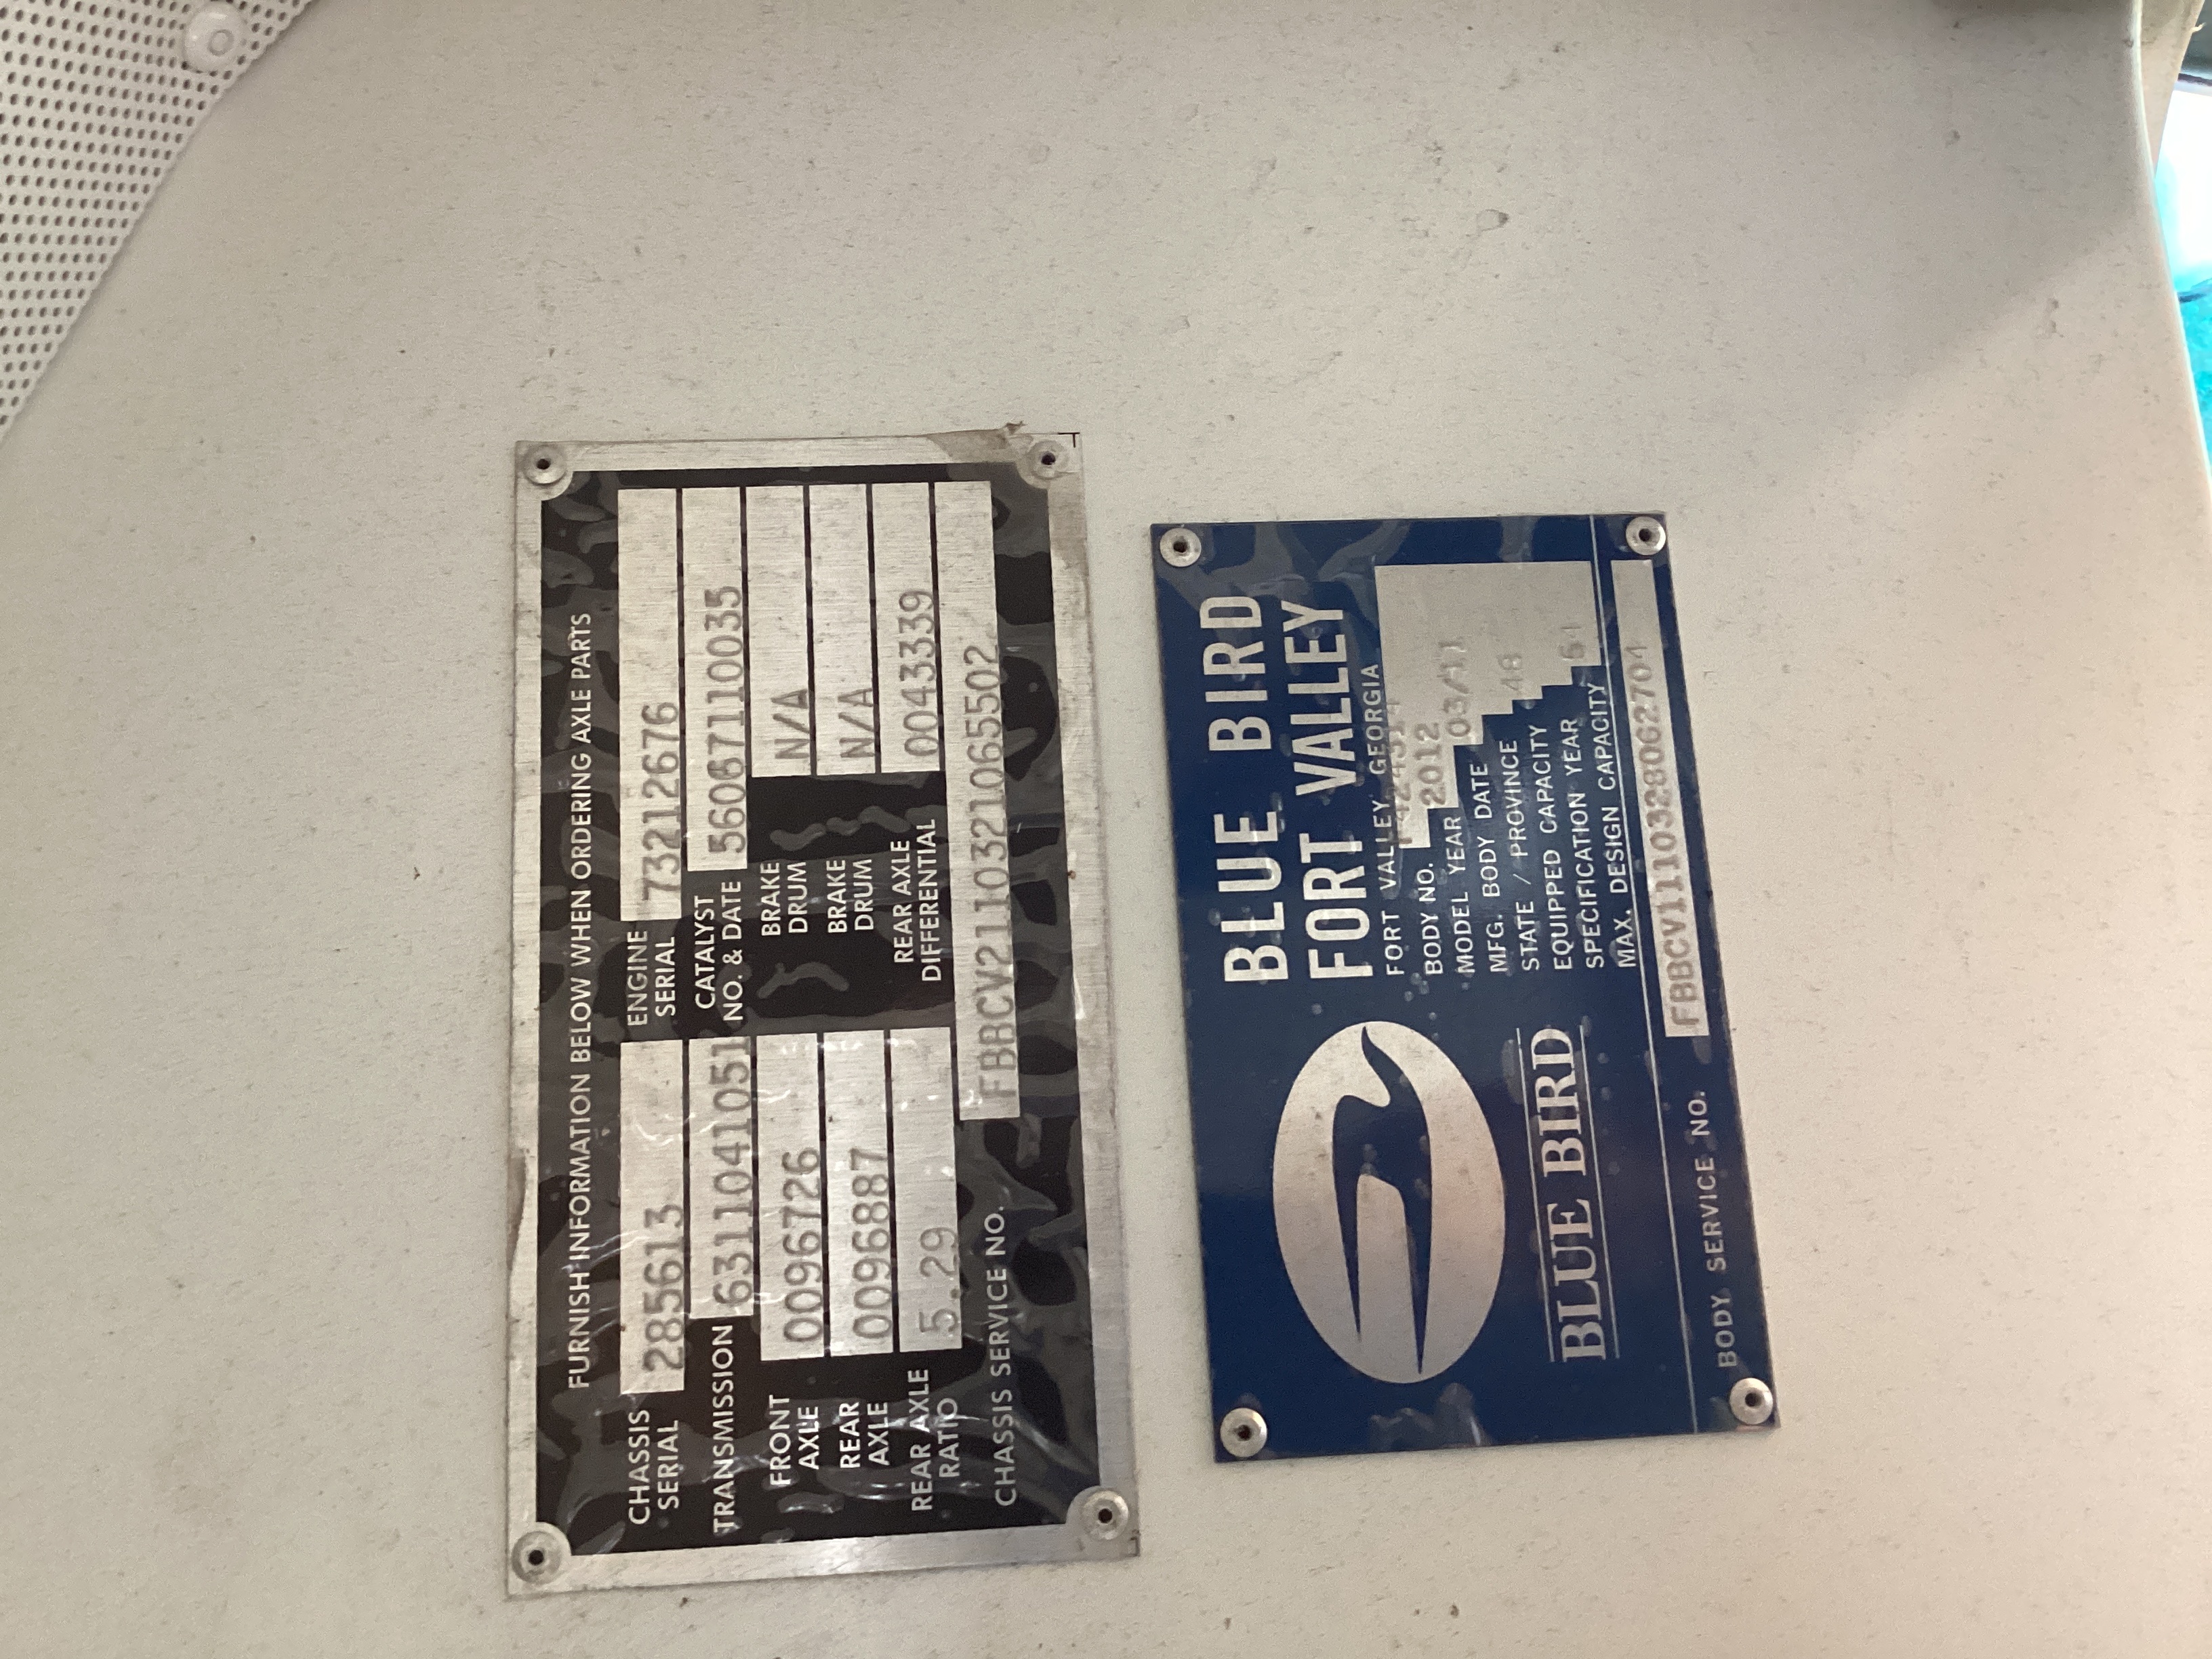 FURNISH INFORMATION BELOW WHEN ORDERING AXLE PARTS
CHASSIS SERIAL 2856613
ENGINE SERIAL 73212676
TRANSMISSION 6311041051
CATALYST NO. & DATE 560671110035
FRONT AXLE 0096726
BRAKE DRUM N/A
REAR AXLE 00968887
BRAKE DRUM N/A
REAR AXLE RATIO 5.29
REAR AXLE DIFFERENTIAL 0043339
CHASSIS SERVICE NO. FBBCV2110321065502
BLUE BIRD
FORT VALLEY
FORT VALLEY, GEORGIA
BODY NO.
MODEL YEAR 2012
MFG. BODY DATE 03/11
STATE / PROVINCE
EQUIPPED CAPACITY 48
SPECIFICATION YEAR
MAX. DESIGN CAPACITY
BLUE BIRD
BODY SERVICE NO. FBBCV1110328062704